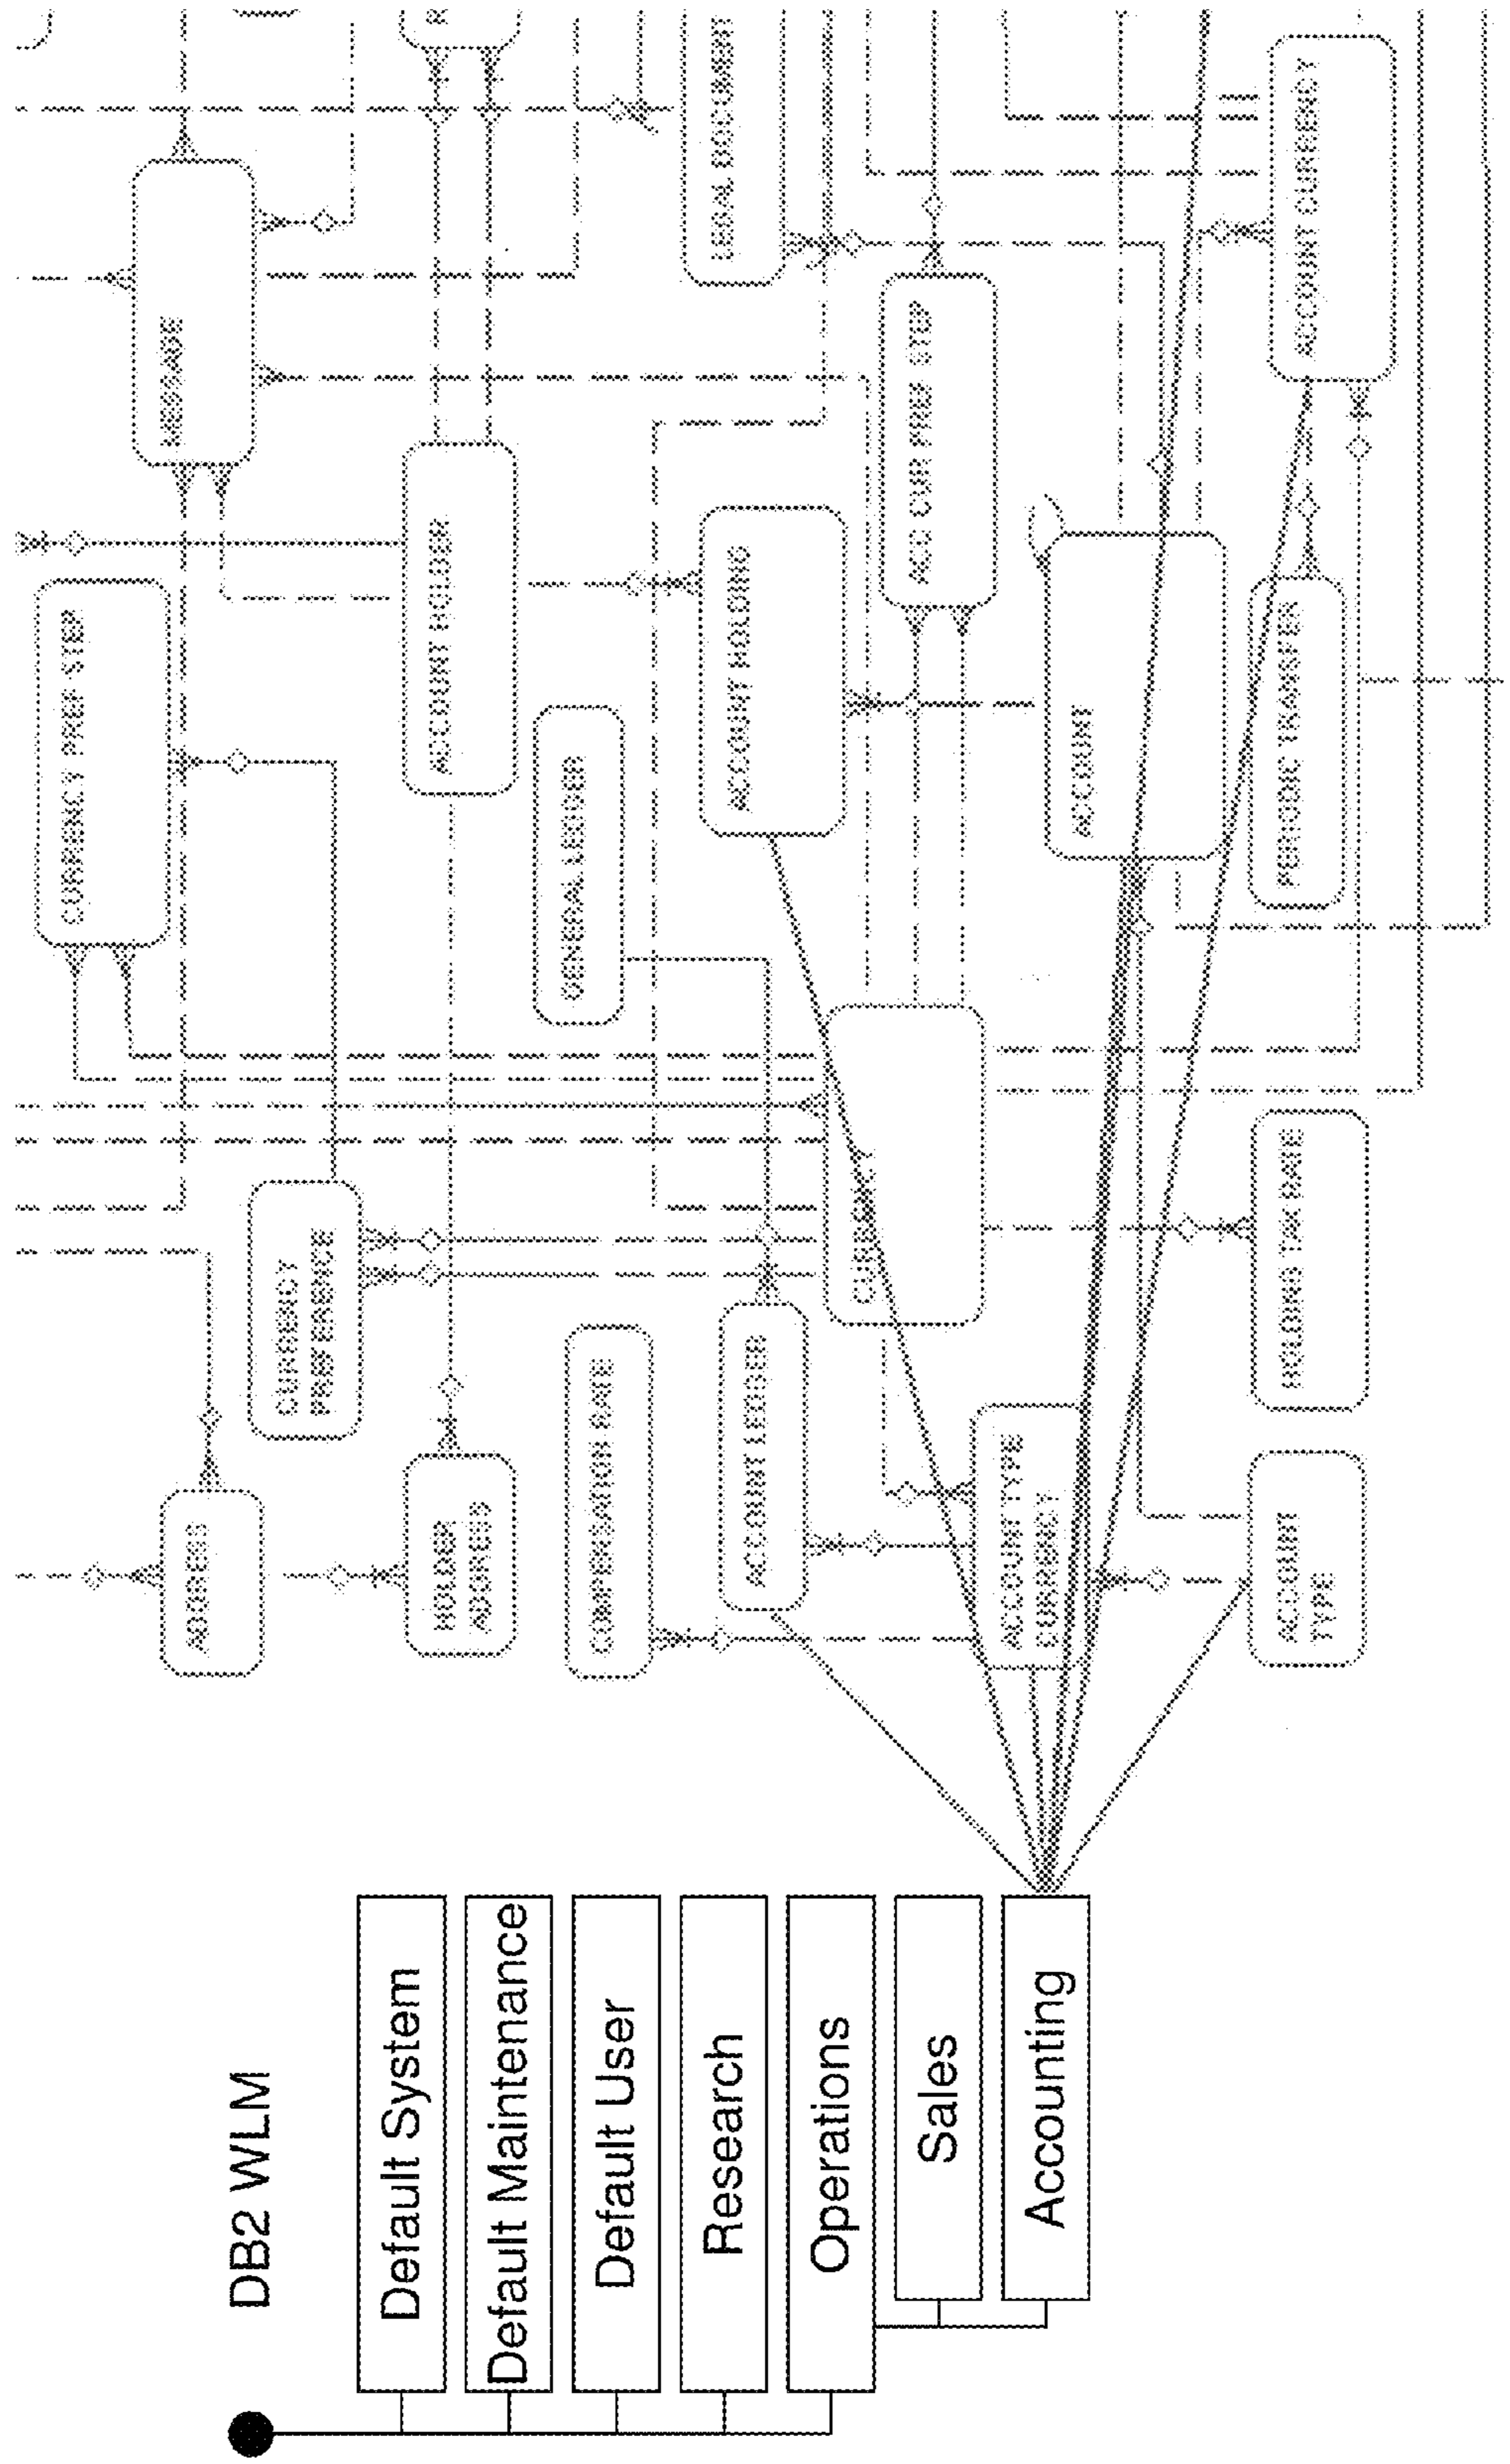 DB2 WLM
Default System
Default Maintenance
Default User
Research
Operations
Sales
Accounting
ADDRESS
HOLDER
ADDRESS
COMPENSATION RATE
ACCOUNT LEDGER
ACCOUNT TYPE
CURRENCY
ACCOUNT
TYPE
CURRENCY
PREFERENCE
CURRENCY
HOLDING TAX RATE
CURRENCY PREF STEP
GENERAL LEDGER
ACCOUNT HOLDER
ACCOUNT HOLDING
ACCOUNT
PERIODIC TRANSFER
MESSAGE
ACC CUR PREF STEP
LEGAL DOCUMENT
ACCOUNT CURRENCY
R